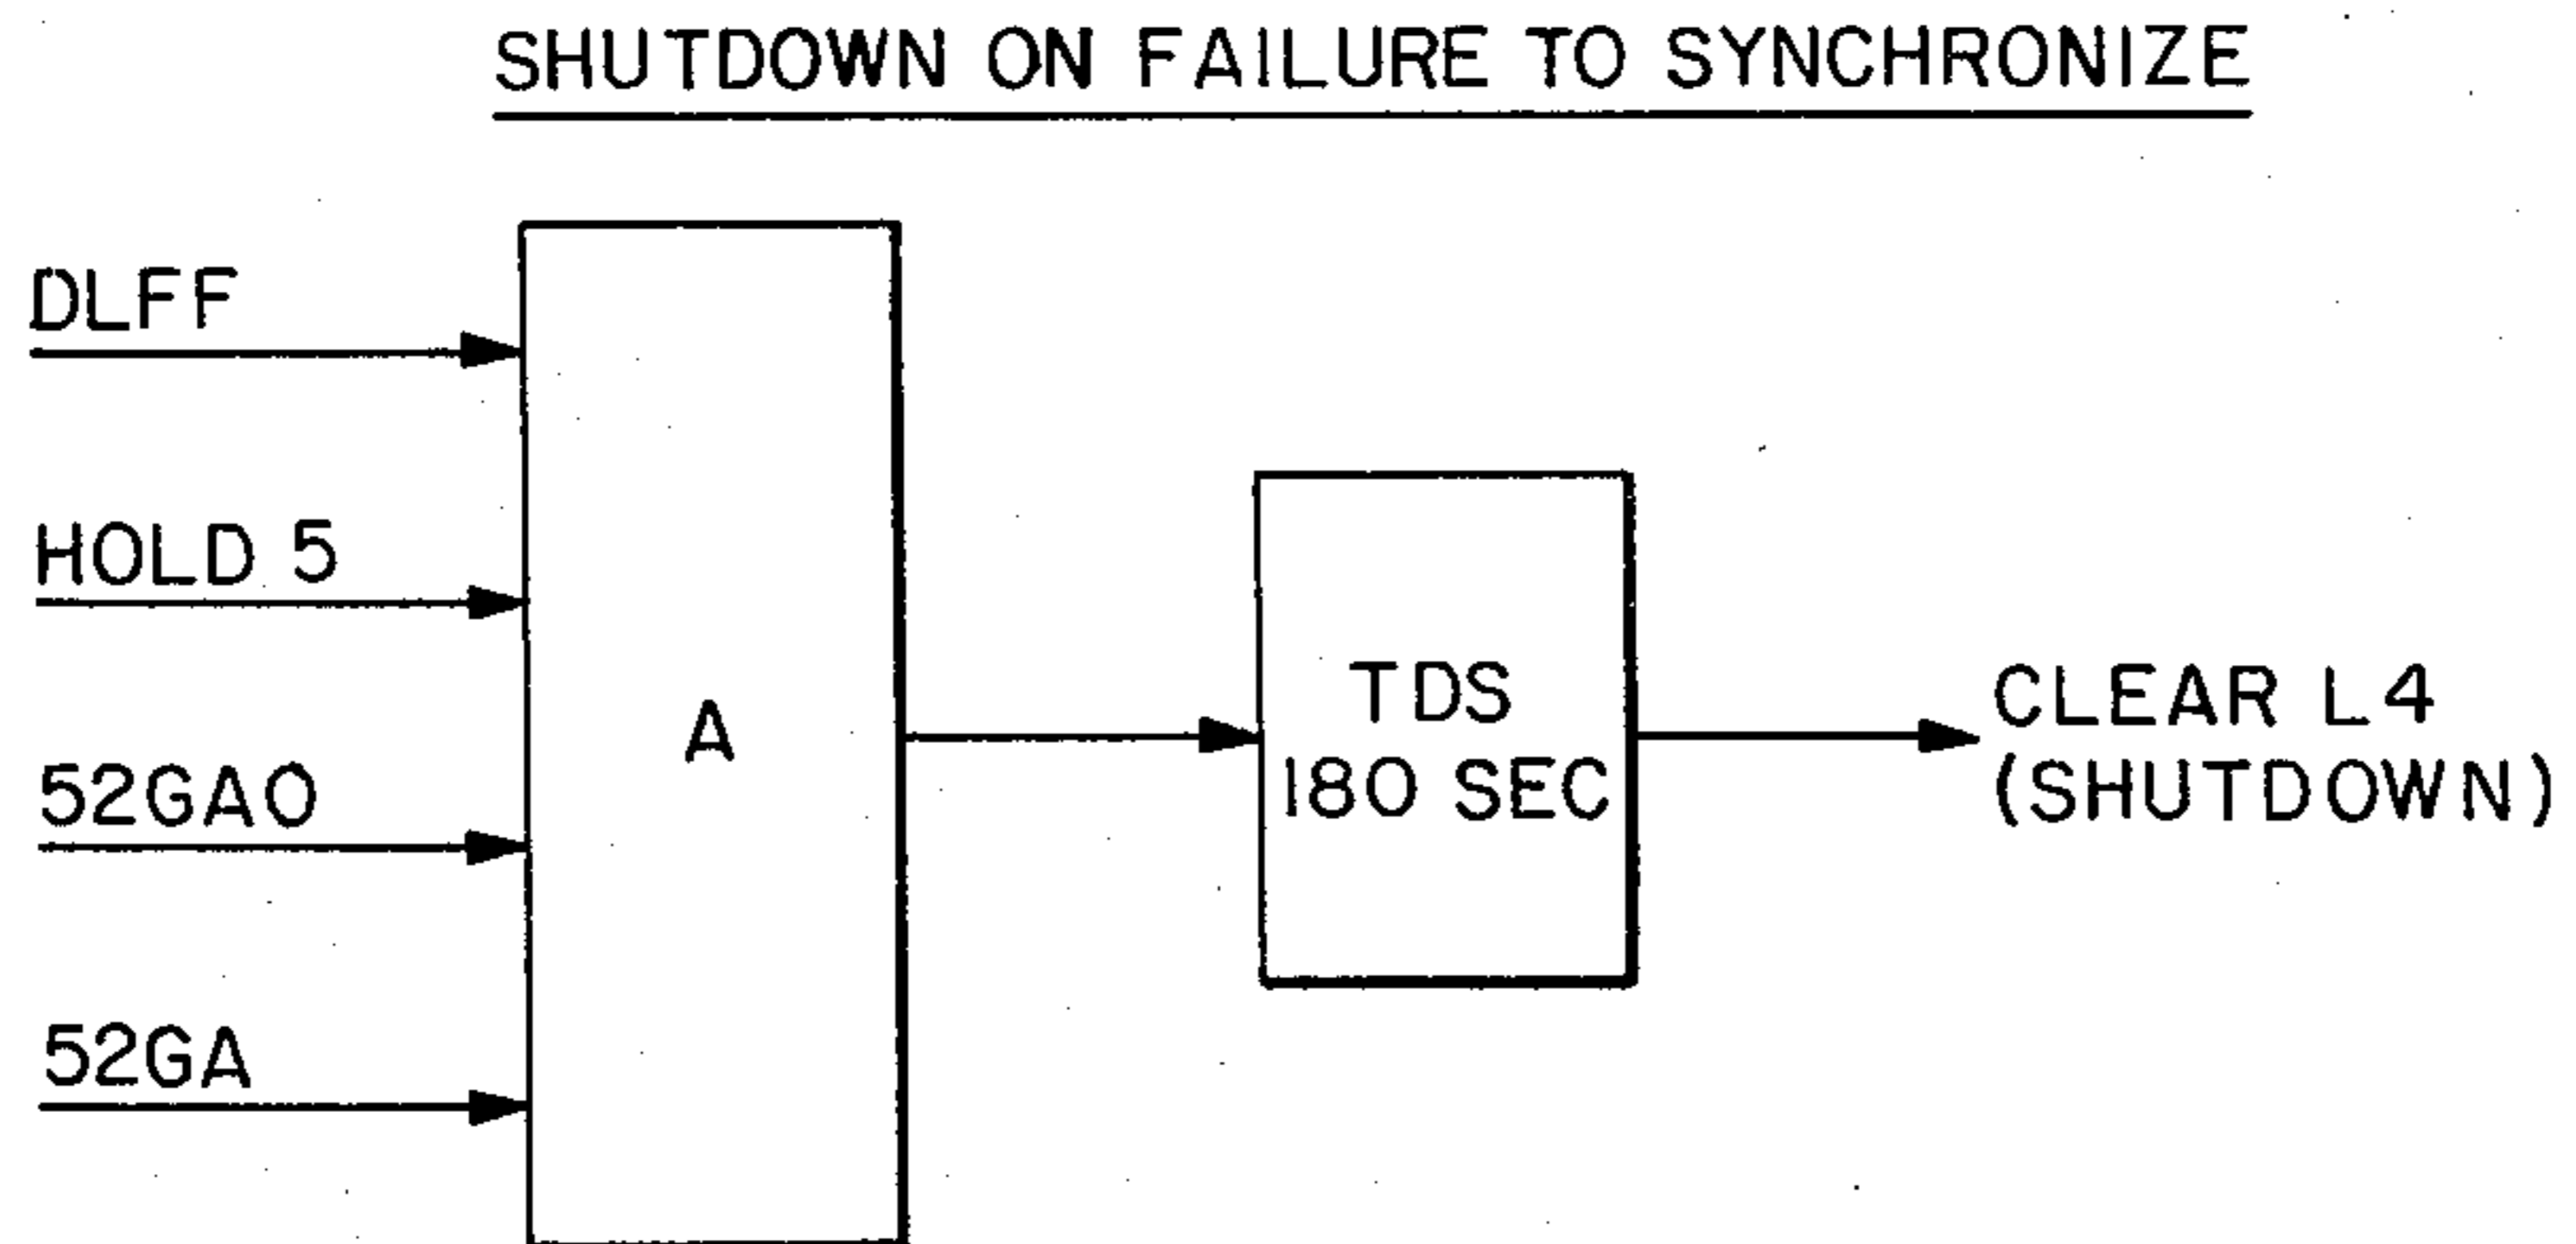 SHUTDOWN ON FAILURE TO SYNCHRONIZE
DLFF
HOLD 5
52GAO
52GA
A
TDS
180 SEC
CLEAR L4
(SHUTDOWN)